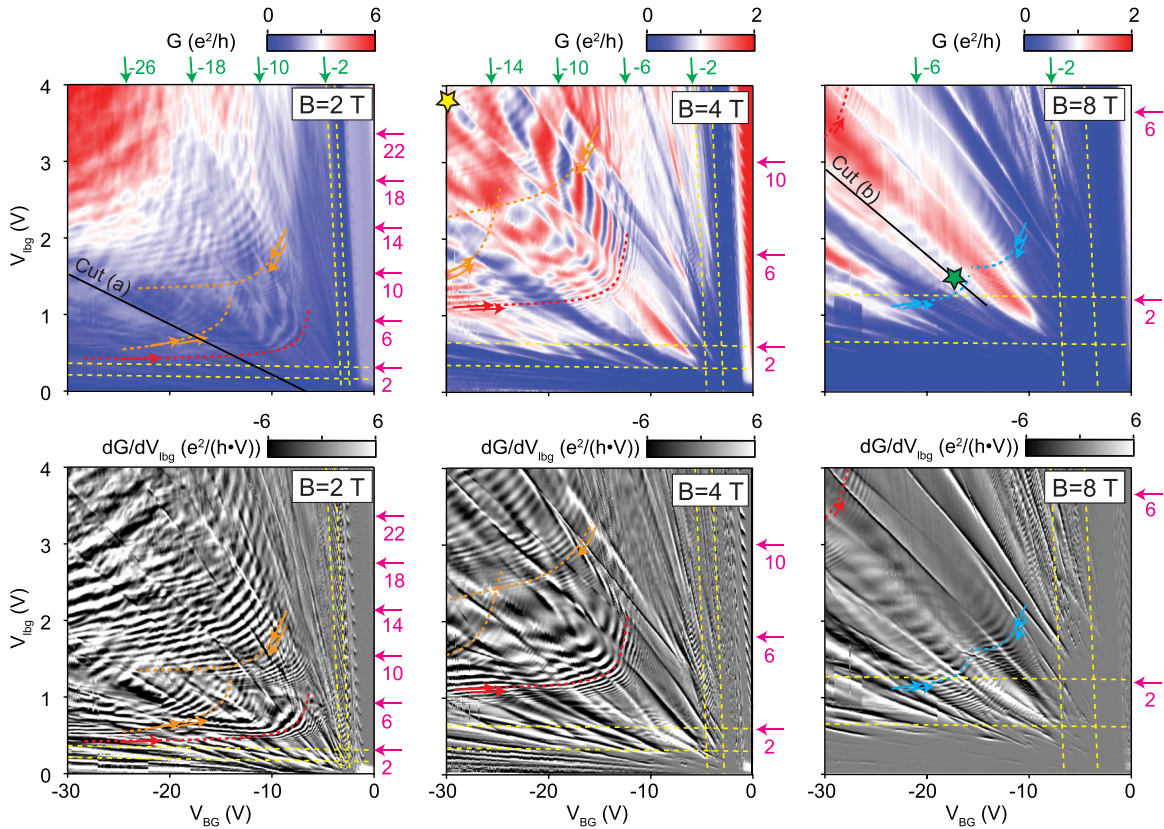 0 6
G (e²/h)
-26 -18 -10 -2
B=2 T
4
3
2
1
0
V_lbg (V)
Cut (a)
22
18
14
10
6
2
-30 -20 -10 0
0 2
G (e²/h)
-14 -10 -6 -2
B=4 T
10
6
2
0 2
G (e²/h)
-6 -2
B=8 T
Cut (b)
6
2
-6 6
dG/dV_lbg (e²/(h•V))
B=2 T
4
3
2
1
0
V_lbg (V)
22
18
14
10
6
2
-30 -20 -10 0
V_BG (V)
-6 6
dG/dV_lbg (e²/(h•V))
B=4 T
10
6
2
-30 -20 -10 0
V_BG (V)
-6 6
dG/dV_lbg (e²/(h•V))
B=8 T
6
2
-30 -20 -10 0
V_BG (V)